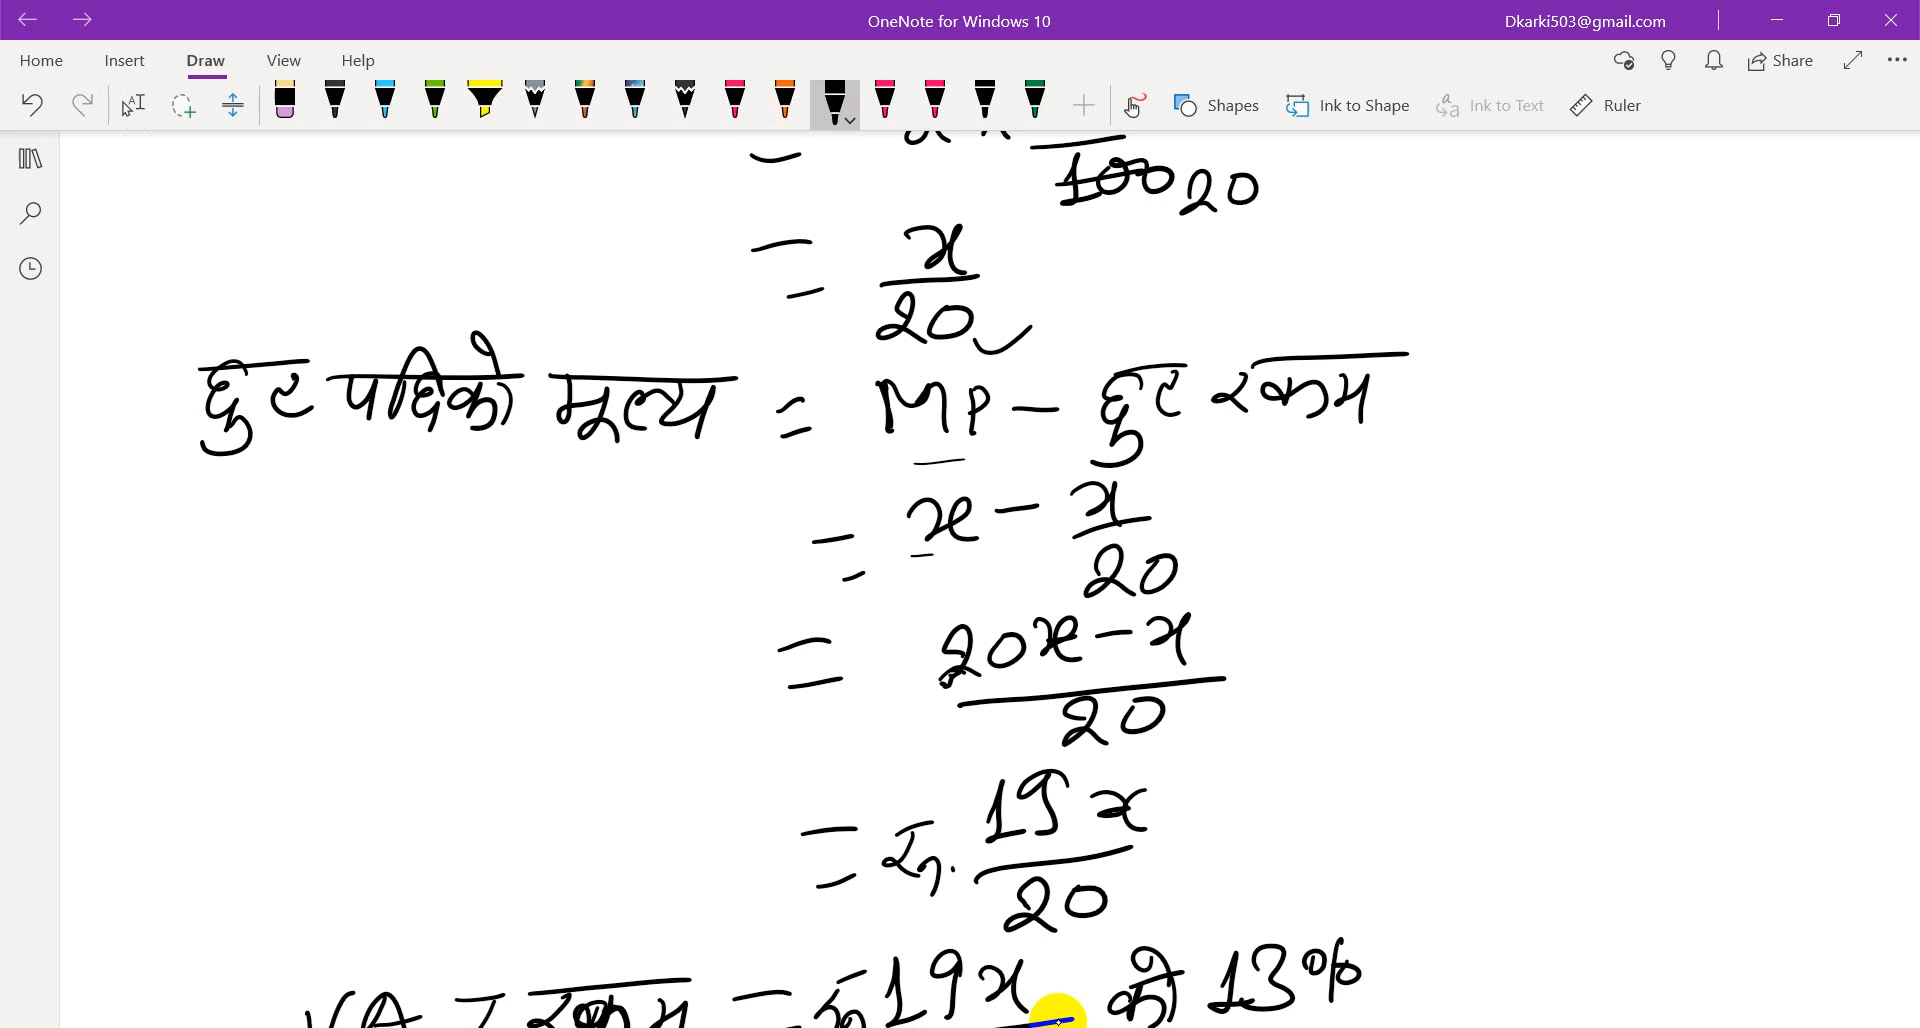 OneNote for Windows 10
Dkarki503@gmail.com
Home Insert Draw View Help
Share
Shapes Ink to Shape Ink to Text Ruler
100 20
= x/20
छुट पछिको मूल्य = MP - छुट रकम
= x - x/20
= 20x - x / 20
= रु. 19x/20
रकम = रु 19x को 13%